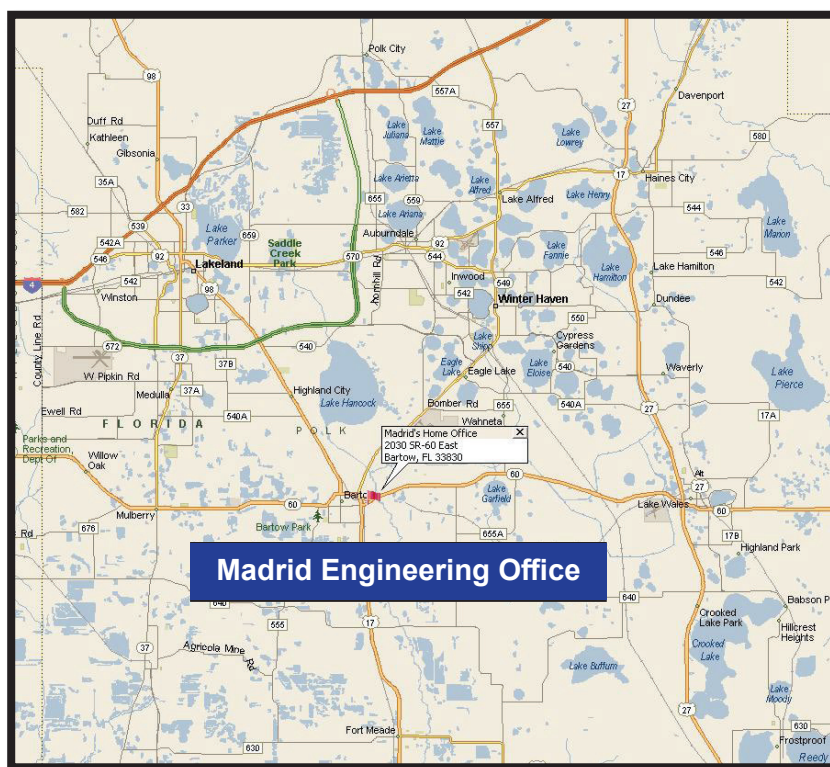 Polk City
98
557A
27
Davenport
Duff Rd
Kathleen
Gibsonia
Lake
Juliana
Lake
Mattie
557
Lake
Lowrey
580
17
Haines City
35A
582
33
539
Lake Arietta
655
559
Lake
Alfred
Lake Alfred
Lake Henry
544
Lake
Parker
659
Saddle
Creek
Park
Lake Ariana
Auburndale
Lake
Marion
542A
546
92
Lakeland
570
92
544
Lake
Fannie
546
4
542
Winston
98
Inwood
549
Lake
Hamilton
Lake Hamilton
542
542
Winter Haven
Dundee
County Line Rd
572
540
Lake
Shipp
550
Cypress
Gardens
37
37B
Eagle
Lake
Eagle Lake
Lake
Eloise
540
Waverly
W Pipkin Rd
Medulla
37A
Highland City
Lake Hancock
Bomber Rd
655
540A
27
Lake
Pierce
Ewell Rd
540A
Wahneta
17A
FLORIDA
POLK
Parks and
Recreation,
Dept Of
Willow
Oak
Madrid's Home Office
2030 SR-60 East
Bartow, FL 33830
60
Alt
27
Lake
Garfield
60
Mulberry
Bartow Park
Lake Wales
60
e Rd
676
655A
17B
Highland Park
Madrid Engineering Office
640
640
Babson P
Crooked
Lake Park
Hillcrest
Heights
555
17
37
Agricola Mine Rd
Crooked
Lake
Lake Buffum
Lake
Moody
27
Fort Meade
630
630
Frostproof
Reedy